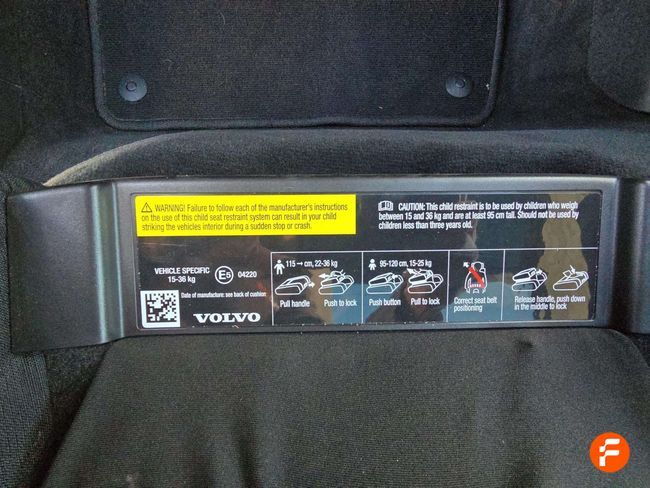 WARNING! Failure to follow each of the manufacturer's instructions
on the use of this child seat restraint system can result in your child
striking the vehicles interior during a sudden stop or crash.
CAUTION: This child restraint is to be used by children who weigh
between 15 and 36 kg and are at least 95 cm tall. Should not be used by
children less than three years old.
VEHICLE SPECIFIC
15-36 kg
E5 04220
Date of manufacture: see back of cushion
VOLVO
115→ cm, 22-36 kg
Pull handle Push to lock
95-120 cm, 15-25 kg
Push button Pull to lock
Correct seat belt
positioning
Release handle, push down
in the middle to lock
F